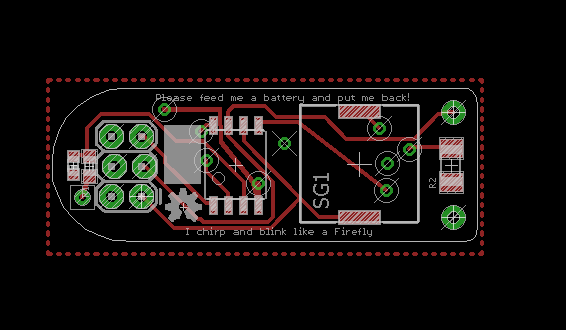 Please feed me a battery and put me back!
SG1
R2
I chirp and blink like a Firefly